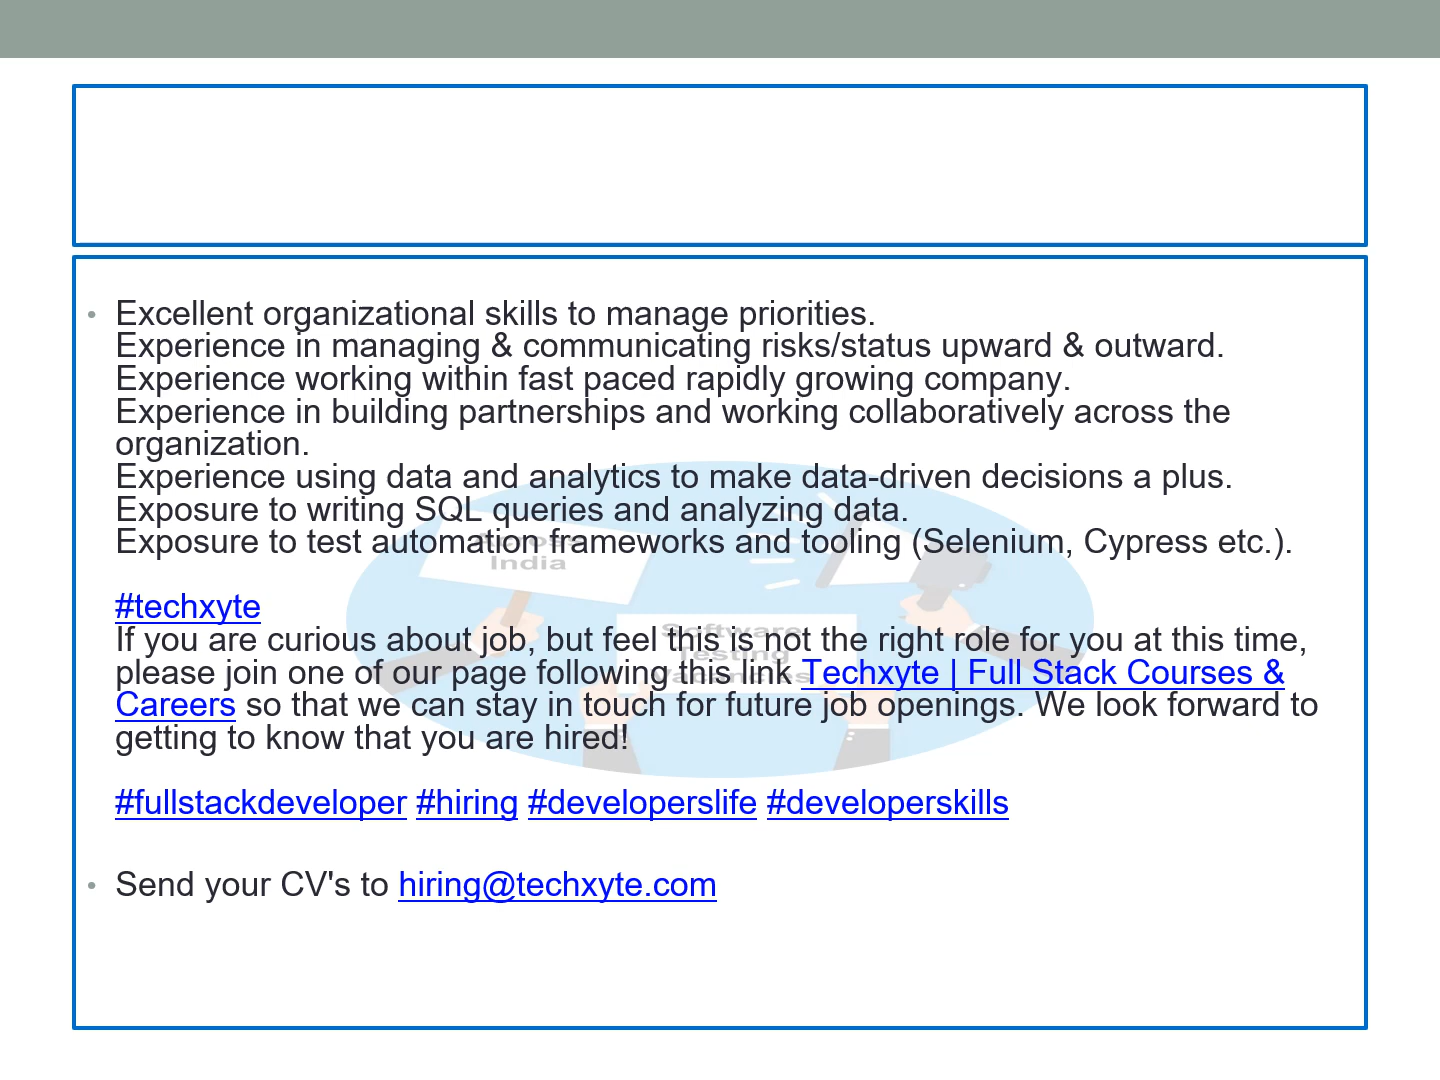 • Excellent organizational skills to manage priorities.
Experience in managing & communicating risks/status upward & outward.
Experience working within fast paced rapidly growing company.
Experience in building partnerships and working collaboratively across the
organization.
Experience using data and analytics to make data-driven decisions a plus.
Exposure to writing SQL queries and analyzing data.
Exposure to test automation frameworks and tooling (Selenium, Cypress etc.).
Across
India
#techxyte
If you are curious about job, but feel this is not the right role for you at this time,
please join one of our page following this link Techxyte | Full Stack Courses &
Careers so that we can stay in touch for future job openings. We look forward to
getting to know that you are hired!
Software
Testing
Vacancies
#fullstackdeveloper #hiring #developerslife #developerskills
• Send your CV's to hiring@techxyte.com